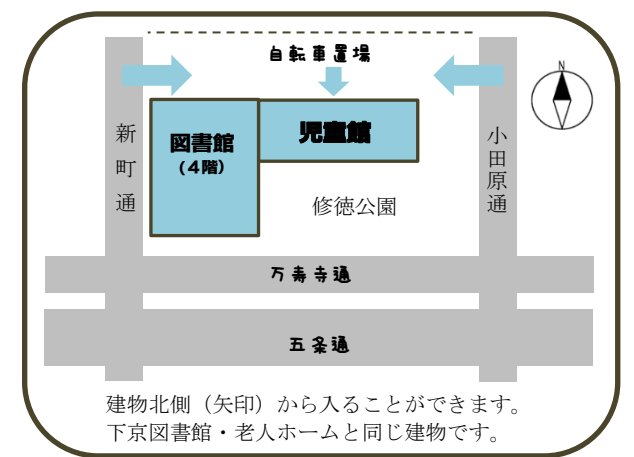 自転車置場
N
新町通
図書館
(4階)
児童館
小田原通
修徳公園
万寿寺通
五条通
建物北側（矢印）から入ることができます。
下京図書館・老人ホームと同じ建物です。